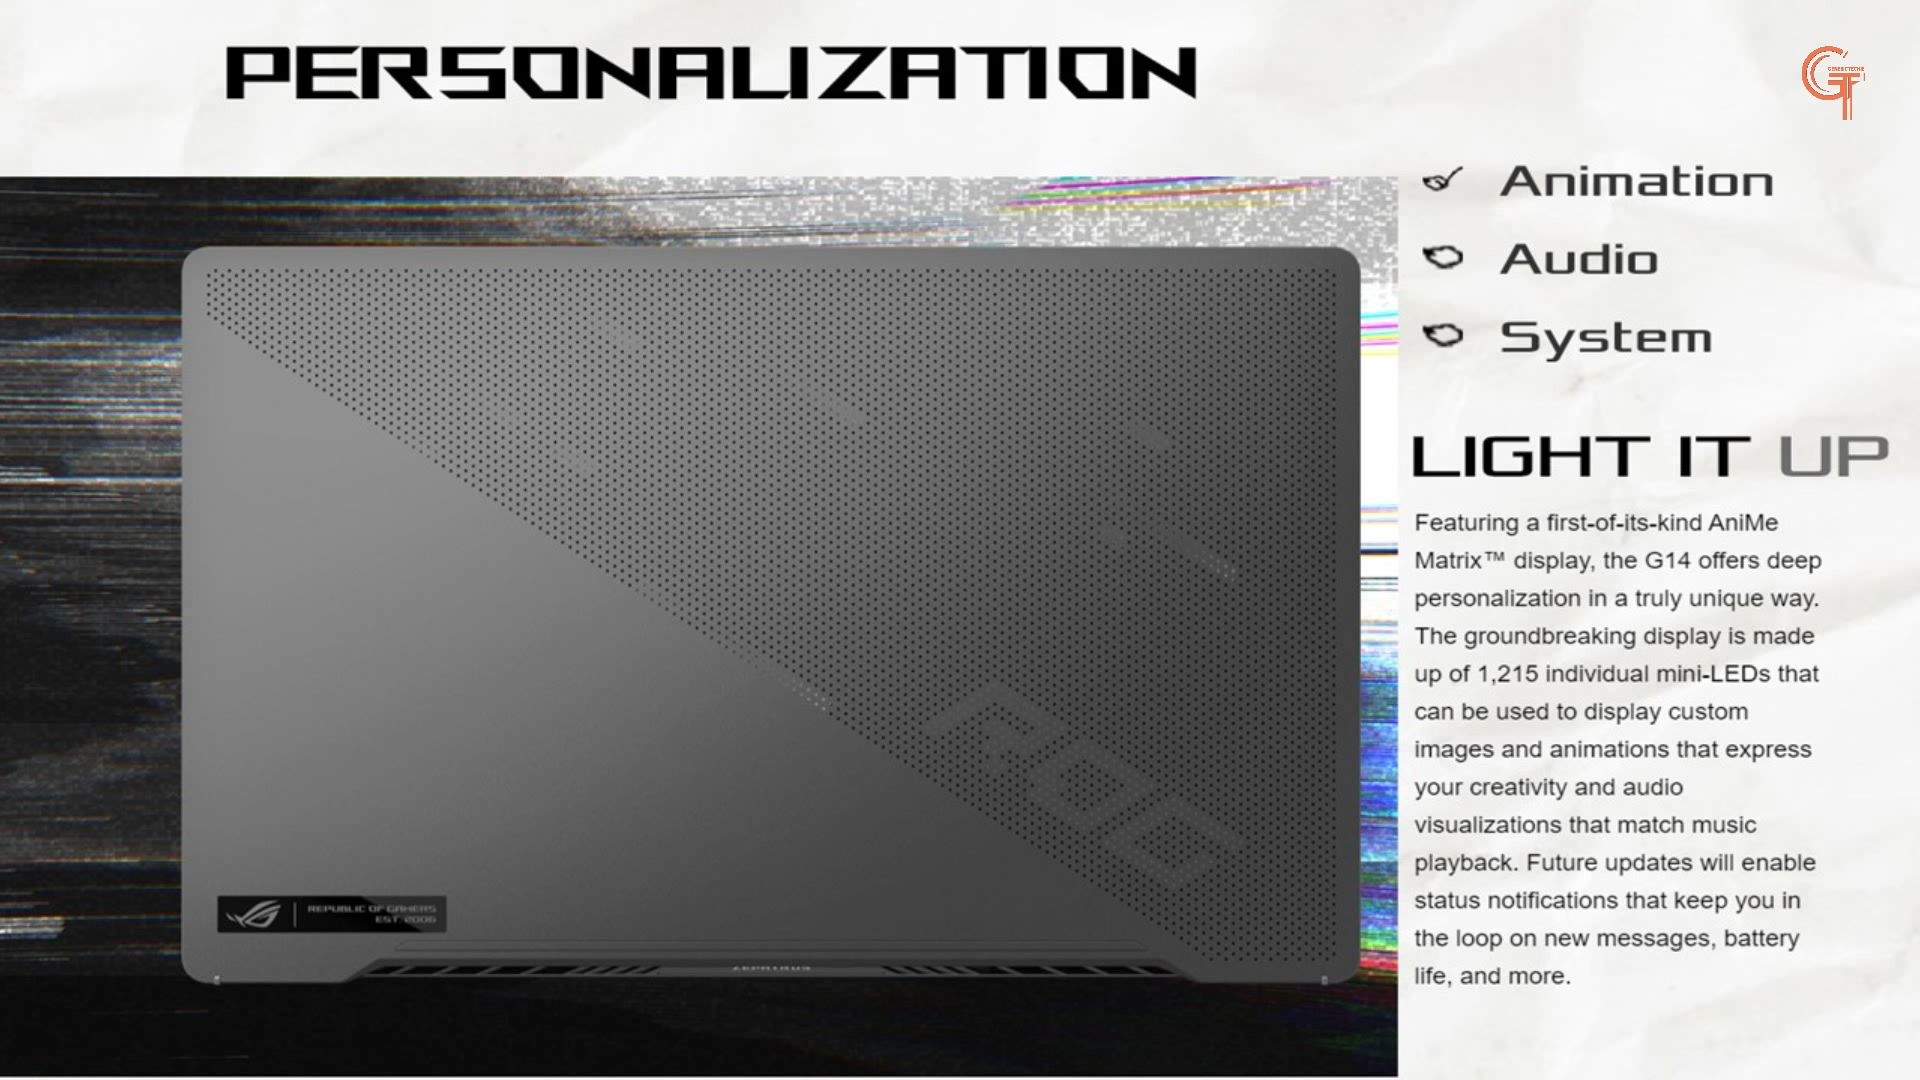 PERSONALIZATION
GT
Animation
Audio
System
LIGHT IT UP
Featuring a first-of-its-kind AniMe
Matrix™ display, the G14 offers deep
personalization in a truly unique way.
The groundbreaking display is made
up of 1,215 individual mini-LEDs that
can be used to display custom
images and animations that express
your creativity and audio
visualizations that match music
playback. Future updates will enable
status notifications that keep you in
the loop on new messages, battery
life, and more.
ROG
REPUBLIC OF GAMERS
EST. 2006
ZEPHYRUS